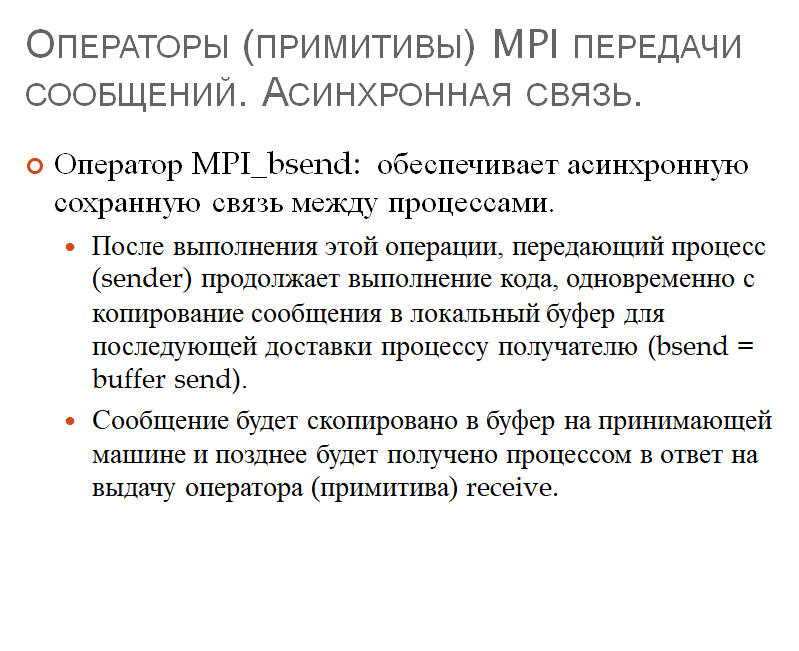 Операторы (примитивы) MPI передачи
сообщений. Асинхронная связь.
Оператор MPI_bsend: обеспечивает асинхронную
сохранную связь между процессами.
После выполнения этой операции, передающий процесс
(sender) продолжает выполнение кода, одновременно с
копирование сообщения в локальный буфер для
последующей доставки процессу получателю (bsend =
buffer send).
Сообщение будет скопировано в буфер на принимающей
машине и позднее будет получено процессом в ответ на
выдачу оператора (примитива) receive.